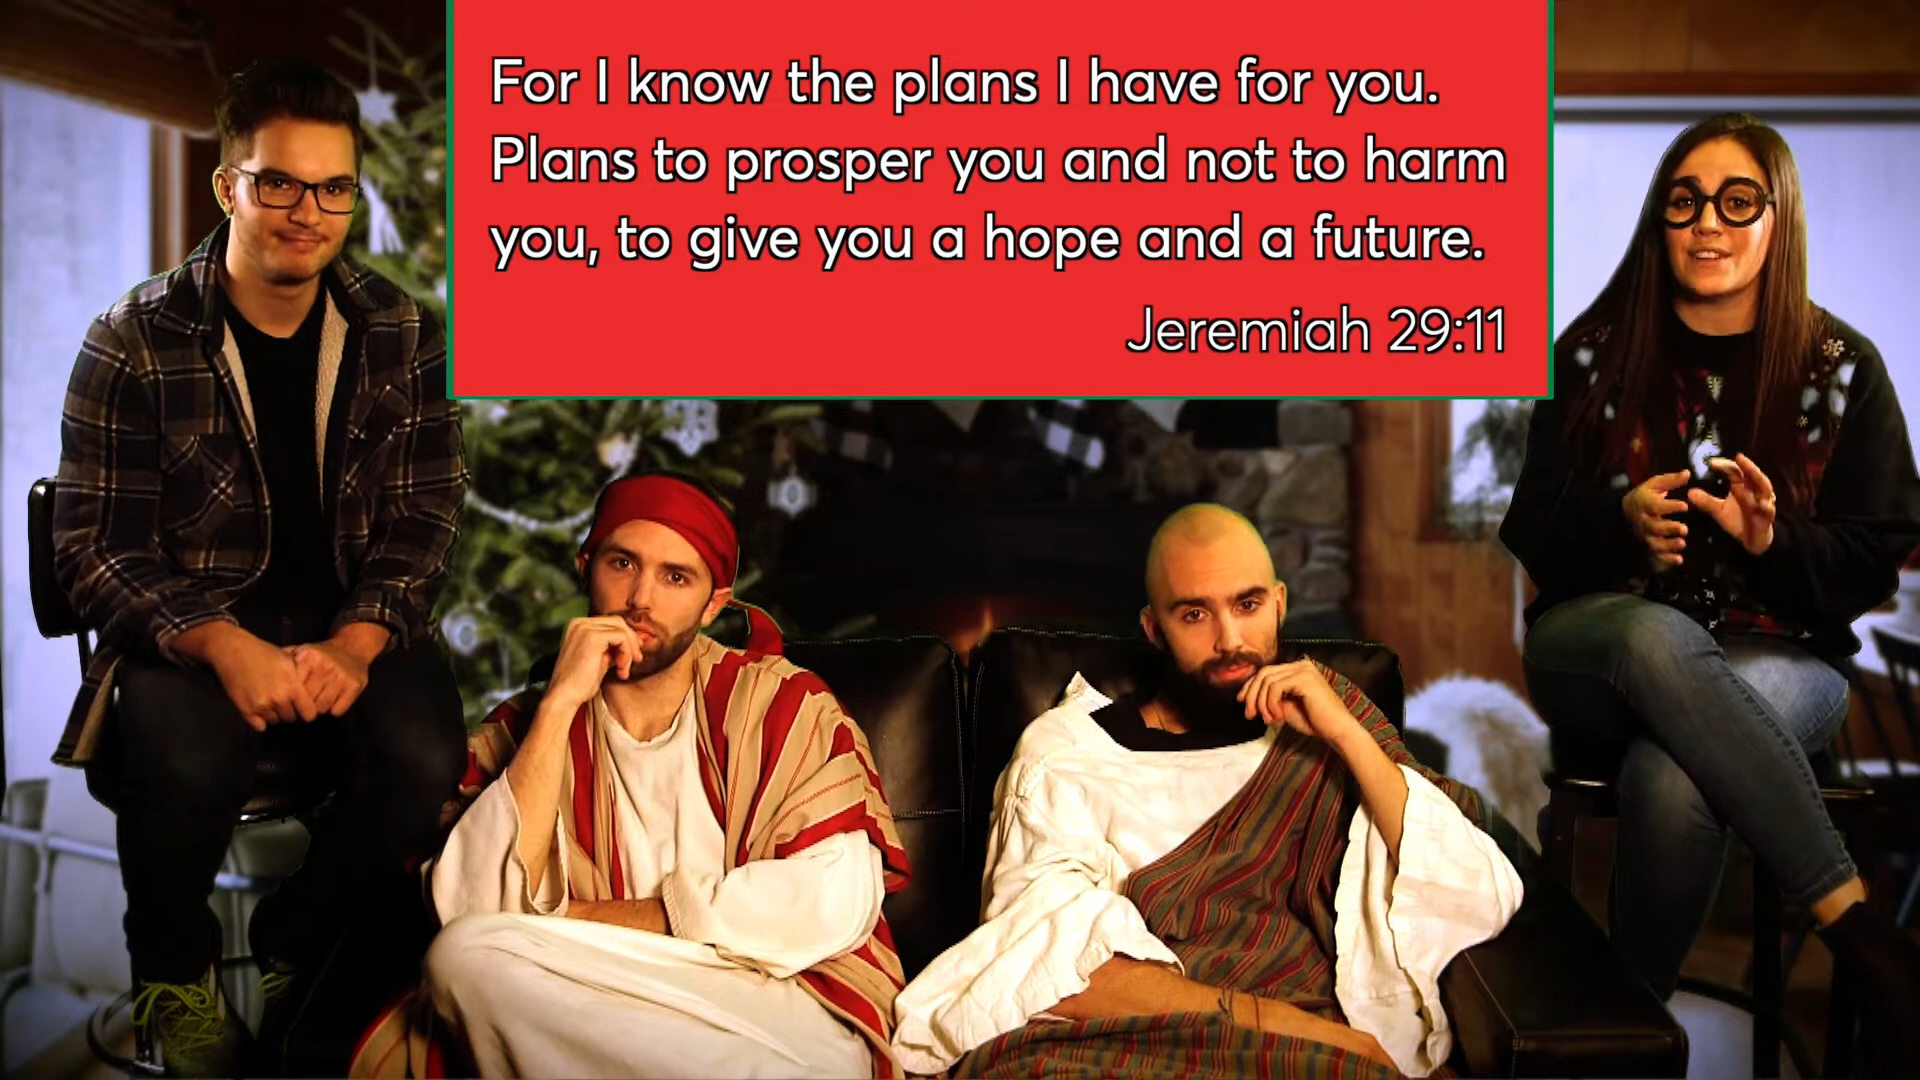 For I know the plans I have for you.
Plans to prosper you and not to harm
you, to give you a hope and a future.
Jeremiah 29:11